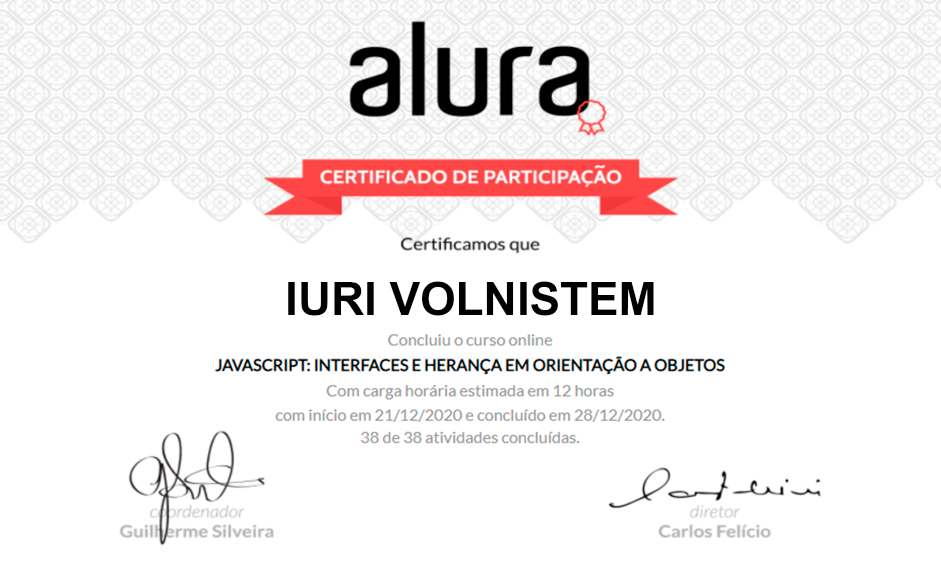 alura
CERTIFICADO DE PARTICIPAÇÃO
Certificamos que
IURI VOLNISTEM
Concluiu o curso online
JAVASCRIPT: INTERFACES E HERANÇA EM ORIENTAÇÃO A OBJETOS
Com carga horária estimada em 12 horas
com início em 21/12/2020 e concluído em 28/12/2020.
38 de 38 atividades concluídas.
coordenador
Guilherme Silveira
diretor
Carlos Felício